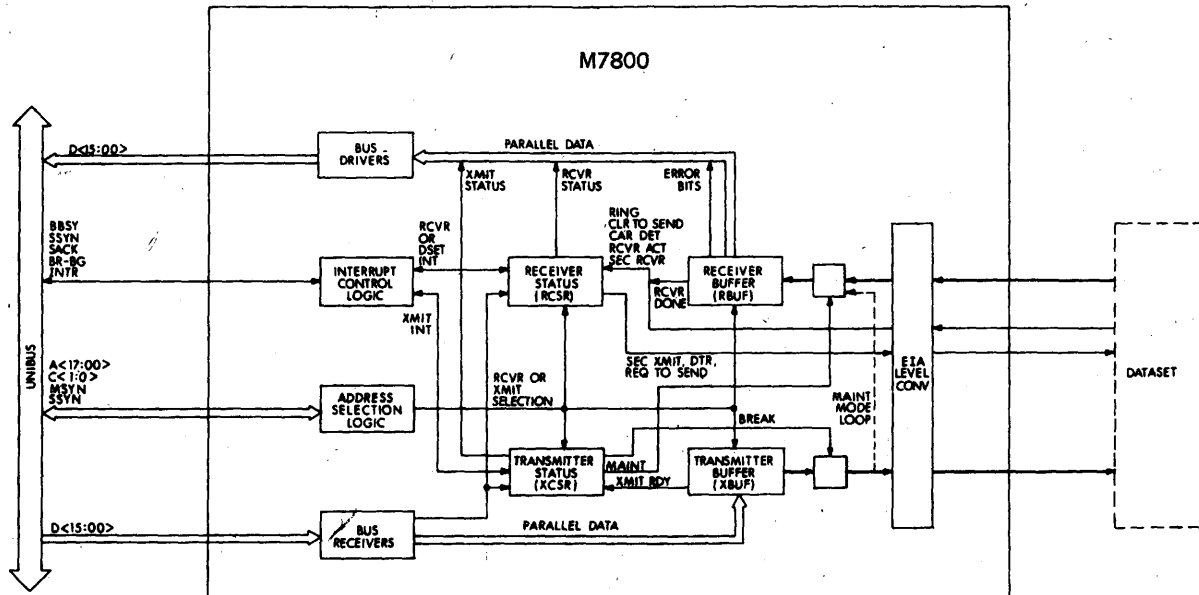 M7800
UNIBUS
D<15:00>
BUS
DRIVERS
PARALLEL DATA
XMIT
STATUS
RCVR
STATUS
ERROR
BITS
BBSY
SSYN
SACK
BR-BG
INTR
INTERRUPT
CONTROL
LOGIC
RCVR
OR
DSET
INT
XMIT
INT
RECEIVER
STATUS
(RCSR)
RING
CLR TO SEND
CAR DET
RCVR ACT
SEC RCVR
RCVR
DONE
RECEIVER
BUFFER
(RBUF)
SEC XMIT, DTR,
REQ TO SEND
EIA
LEVEL
CONV
DATASET
MAINT
MODE
LOOP
A<17:00>
C<1:0>
MSYN
SSYN
ADDRESS
SELECTION
LOGIC
RCVR OR
XMIT
SELECTION
BREAK
TRANSMITTER
STATUS
(XCSR)
MAINT
XMIT RDY
TRANSMITTER
BUFFER
(XBUF)
D<15:00>
BUS
RECEIVERS
PARALLEL DATA